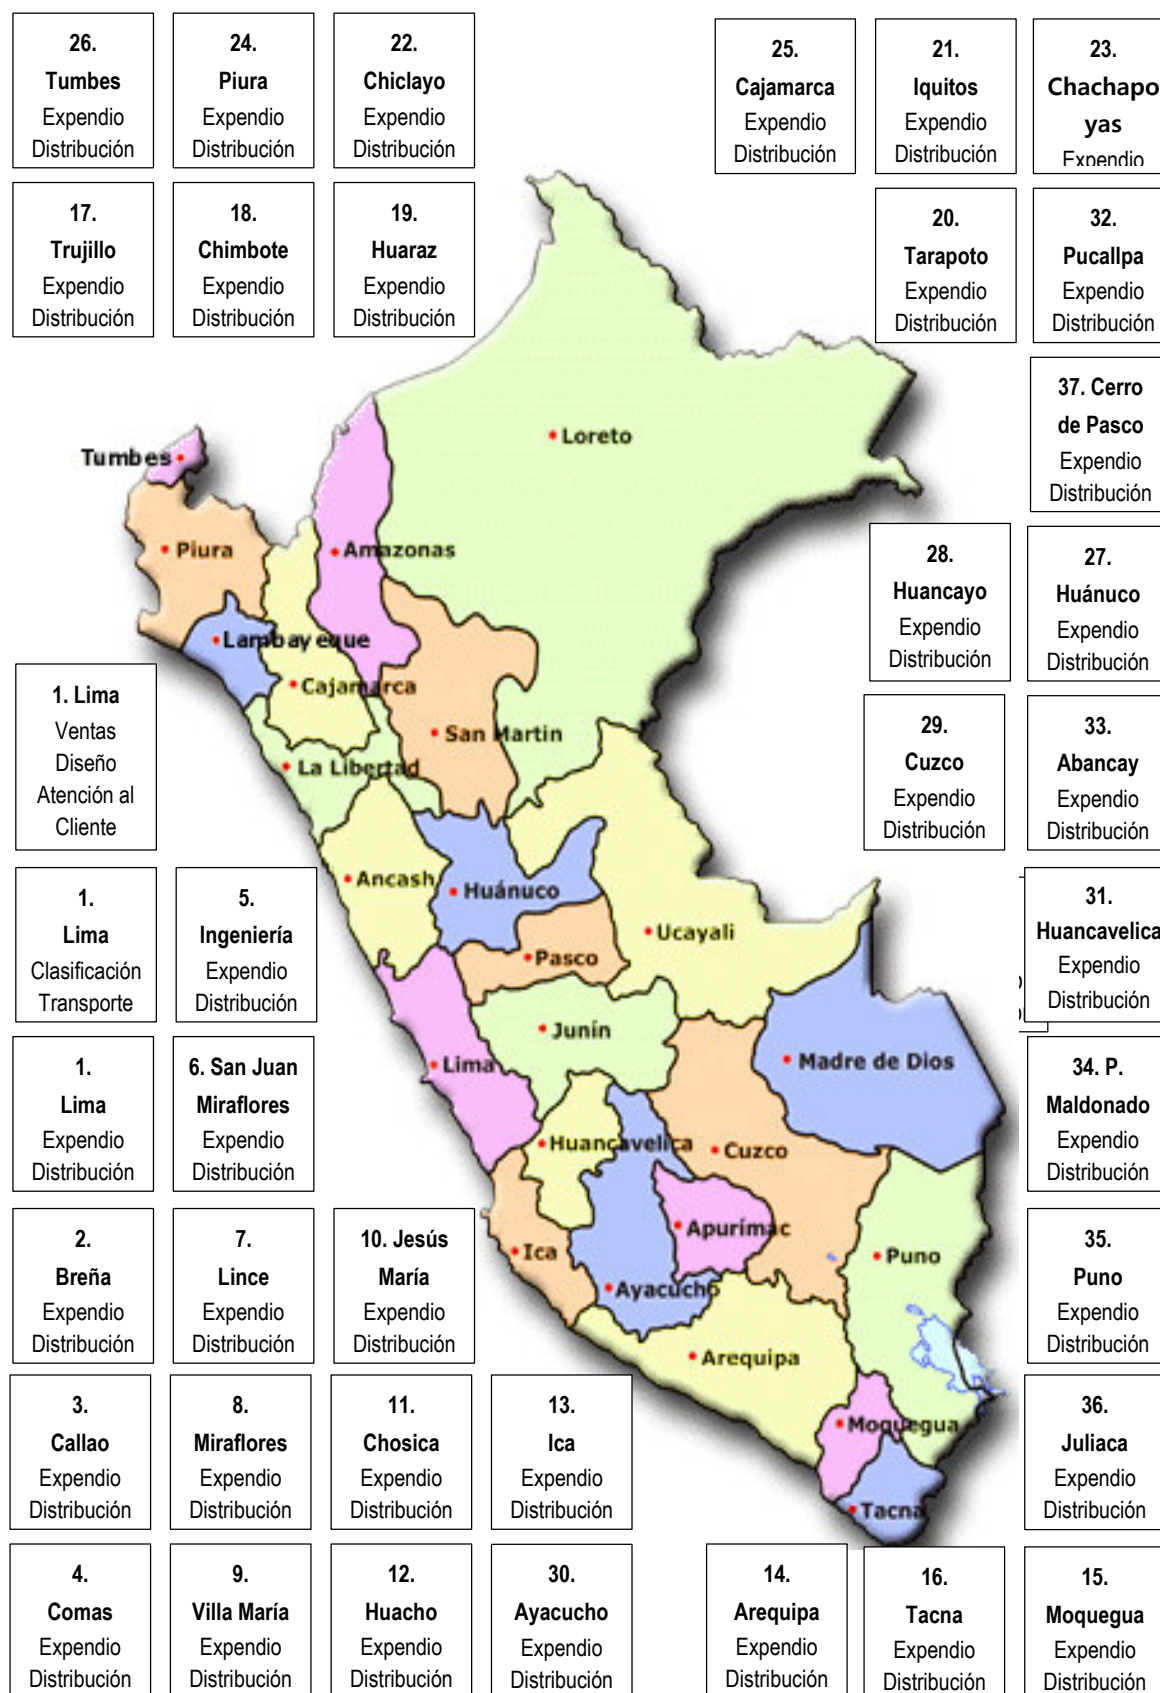 26.
Tumbes
Expendio
Distribución
24.
Piura
Expendio
Distribución
22.
Chiclayo
Expendio
Distribución
25.
Cajamarca
Expendio
Distribución
21.
Iquitos
Expendio
Distribución
23.
Chachapo
yas
Expendio
17.
Trujillo
Expendio
Distribución
18.
Chimbote
Expendio
Distribución
19.
Huaraz
Expendio
Distribución
20.
Tarapoto
Expendio
Distribución
32.
Pucallpa
Expendio
Distribución
37. Cerro
de Pasco
Expendio
Distribución
28.
Huancayo
Expendio
Distribución
27.
Huánuco
Expendio
Distribución
1. Lima
Ventas
Diseño
Atención al
Cliente
29.
Cuzco
Expendio
Distribución
33.
Abancay
Expendio
Distribución
1.
Lima
Clasificación
Transporte
5.
Ingeniería
Expendio
Distribución
31.
Huancavelica
Expendio
Distribución
1.
Lima
Expendio
Distribución
6. San Juan
Miraflores
Expendio
Distribución
34. P.
Maldonado
Expendio
Distribución
2.
Breña
Expendio
Distribución
7.
Lince
Expendio
Distribución
10. Jesús
María
Expendio
Distribución
35.
Puno
Expendio
Distribución
3.
Callao
Expendio
Distribución
8.
Miraflores
Expendio
Distribución
11.
Chosica
Expendio
Distribución
13.
Ica
Expendio
Distribución
36.
Juliaca
Expendio
Distribución
4.
Comas
Expendio
Distribución
9.
Villa María
Expendio
Distribución
12.
Huacho
Expendio
Distribución
30.
Ayacucho
Expendio
Distribución
14.
Arequipa
Expendio
Distribución
16.
Tacna
Expendio
Distribución
15.
Moquegua
Expendio
Distribución
Loreto
Tumbes
Piura
Amazonas
Lambayeque
Cajamarca
San Martin
La Libertad
Ancash
Huánuco
Ucayali
Pasco
Junín
Lima
Madre de Dios
Huancavelica
Cuzco
Apurímac
Ica
Puno
Ayacucho
Arequipa
Moquegua
Tacna